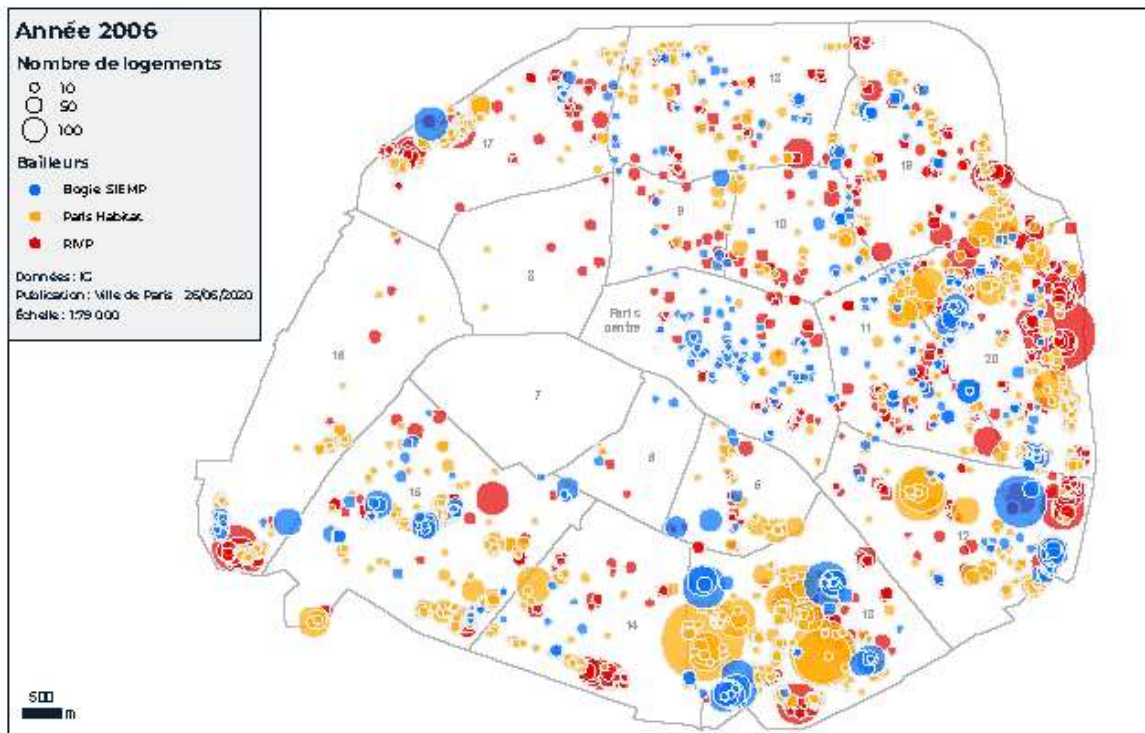 Année 2006
Nombre de logements
10
50
100
Bailleurs
Elogie SIEMP
Paris Habitat
RIVP
Données : IG
Publication : Ville de Paris 26/06/2020
Échelle : 1:79 000
18
17
19
9
10
8
Paris
centre
11
16
20
7
6
5
15
12
14
13
500
m